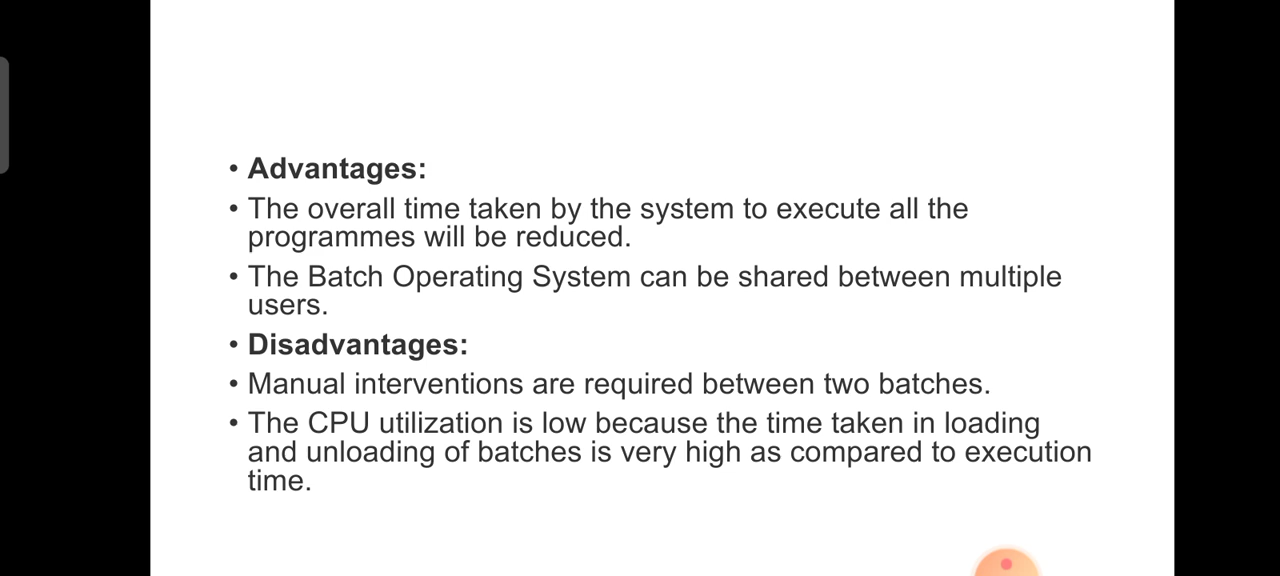 • Advantages:
• The overall time taken by the system to execute all the
programmes will be reduced.
• The Batch Operating System can be shared between multiple
users.
• Disadvantages:
• Manual interventions are required between two batches.
• The CPU utilization is low because the time taken in loading
and unloading of batches is very high as compared to execution
time.